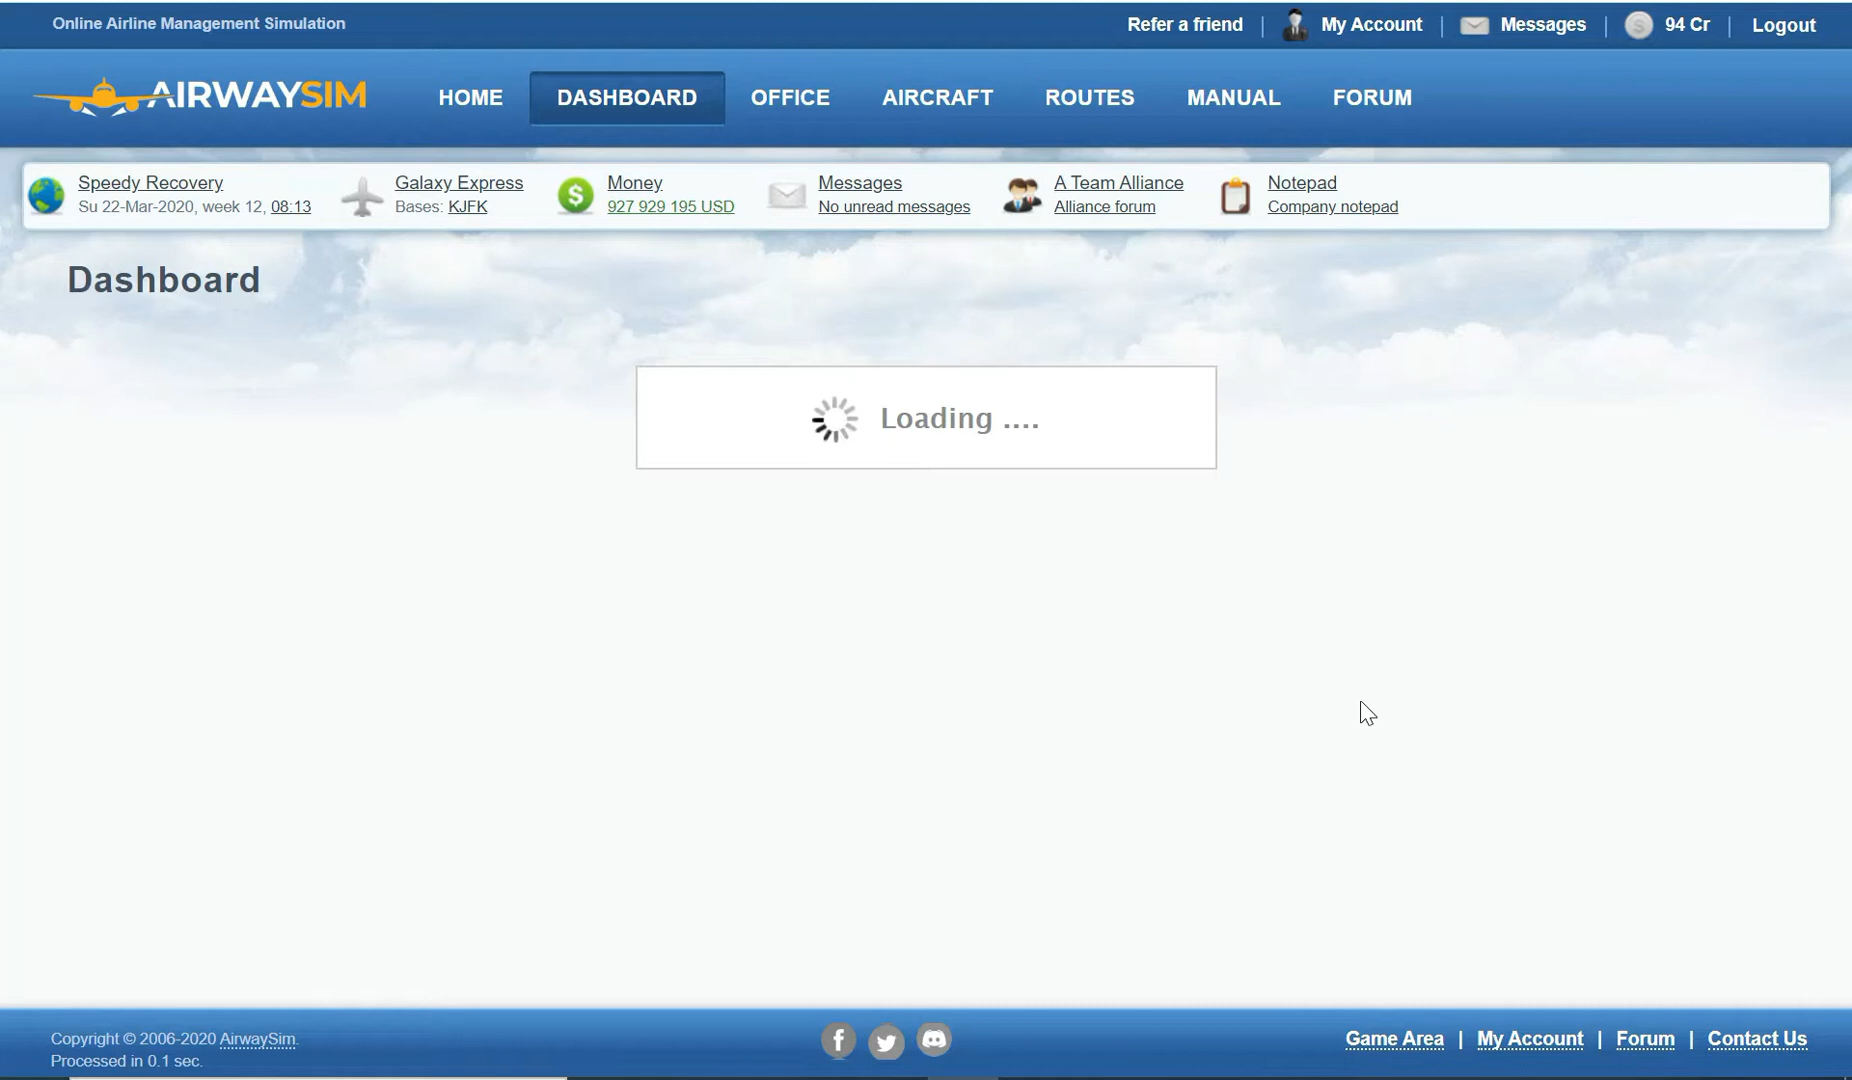 Online Airline Management Simulation
Refer a friend | My Account | Messages | 94 Cr | Logout
AIRWAYSIM
HOME DASHBOARD OFFICE AIRCRAFT ROUTES MANUAL FORUM
Speedy Recovery
Su 22-Mar-2020, week 12, 08:13
Galaxy Express
Bases: KJFK
Money
927 929 195 USD
Messages
No unread messages
A Team Alliance
Alliance forum
Notepad
Company notepad
Dashboard
Loading ....
Copyright © 2006-2020 AirwaySim.
Processed in 0.1 sec.
Game Area | My Account | Forum | Contact Us